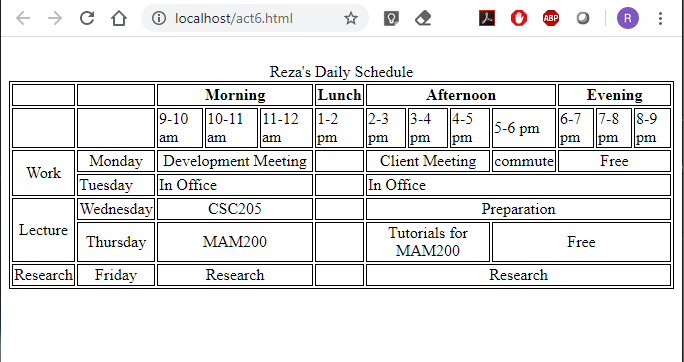 localhost/act6.html
ABP
R
Reza's Daily Schedule
Morning Lunch Afternoon Evening
9-10 am 10-11 am 11-12 am 1-2 pm 2-3 pm 3-4 pm 4-5 pm 5-6 pm 6-7 pm 7-8 pm 8-9 pm
Work Monday Development Meeting Client Meeting commute Free
Tuesday In Office In Office
Lecture Wednesday CSC205 Preparation
Thursday MAM200 Tutorials for MAM200 Free
Research Friday Research Research